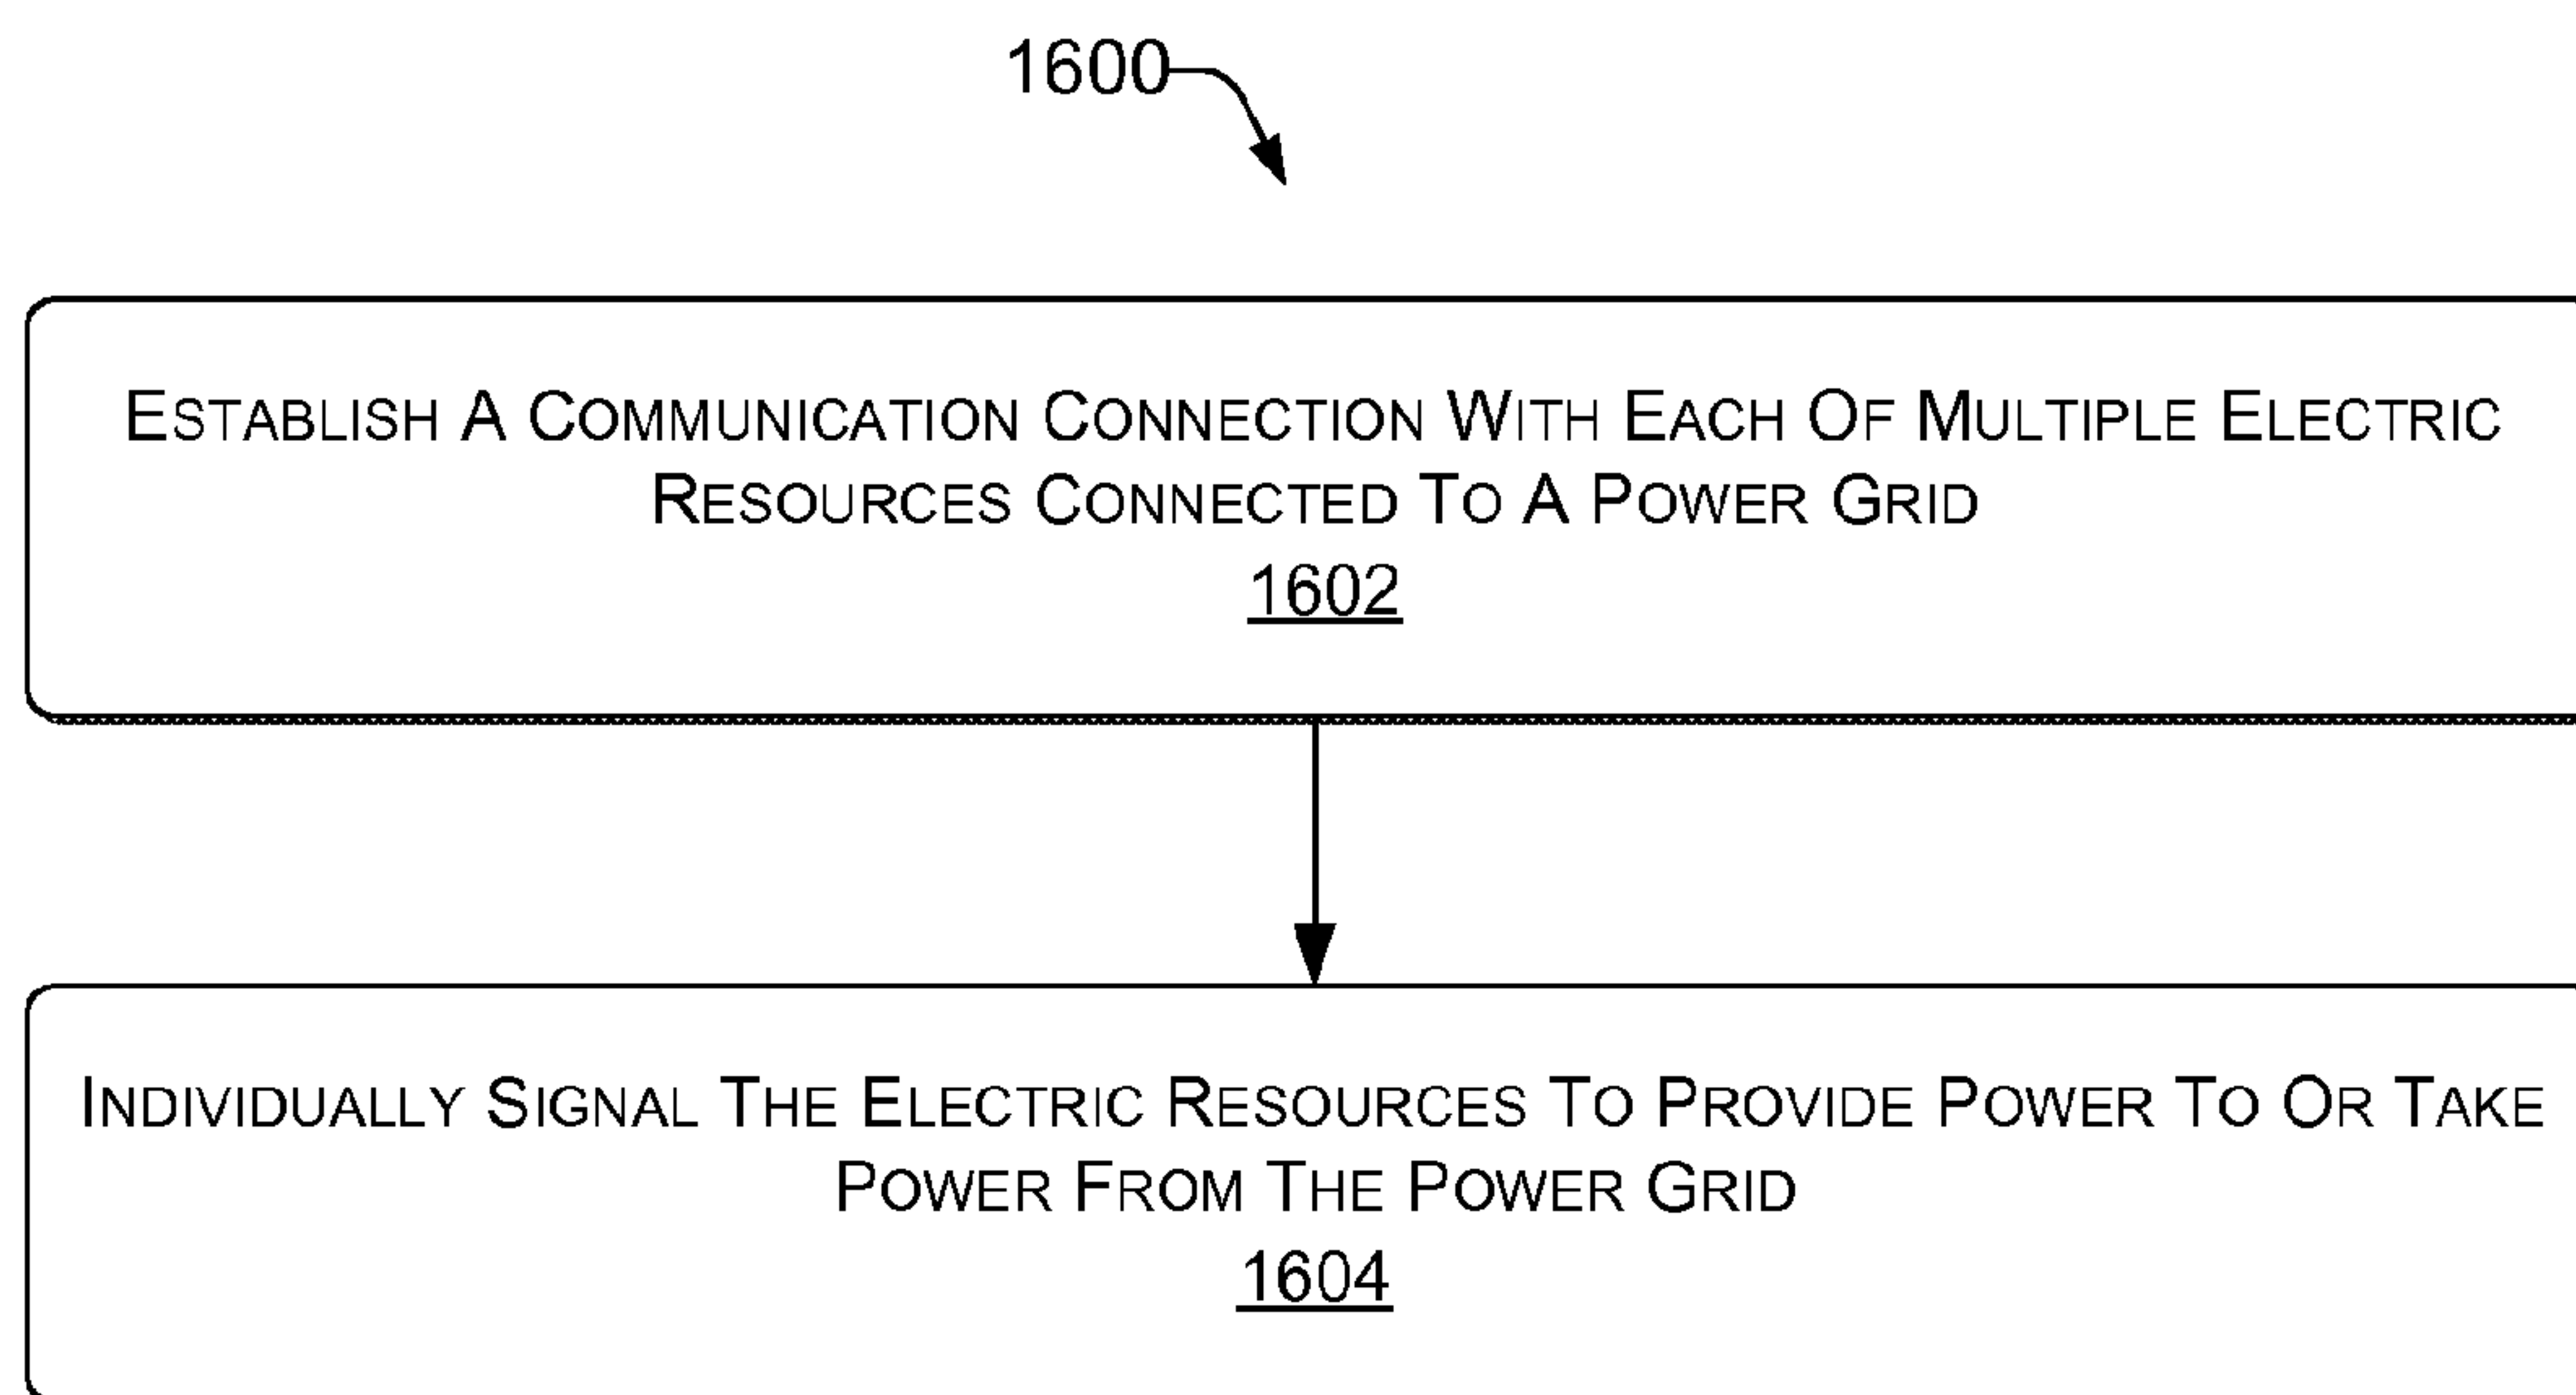 1600
ESTABLISH A COMMUNICATION CONNECTION WITH EACH OF MULTIPLE ELECTRIC
RESOURCES CONNECTED TO A POWER GRID
1602
INDIVIDUALLY SIGNAL THE ELECTRIC RESOURCES TO PROVIDE POWER TO OR TAKE
POWER FROM THE POWER GRID
1604